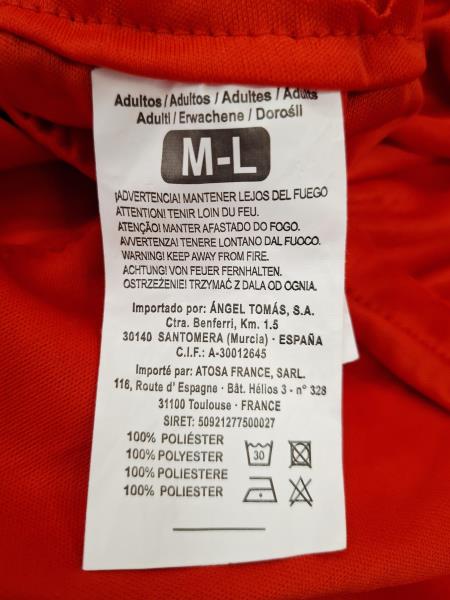 Adultos / Adultos / Adultes / Adults
Adulti / Erwachene / Dorośli
M-L
¡ADVERTENCIA! MANTENER LEJOS DEL FUEGO
ATTENTION! TENIR LOIN DU FEU.
ATENÇÃO! MANTER AFASTADO DO FOGO.
AVVERTENZA! TENERE LONTANO DAL FUOCO.
WARNING! KEEP AWAY FROM FIRE.
ACHTUNG! VON FEUER FERNHALTEN.
OSTRZEŻENIE! TRZYMAĆ Z DALA OD OGNIA.
Importado por: ÁNGEL TOMÁS, S.A.
Ctra. Benferri, Km. 1.5
30140 SANTOMERA (Murcia) · ESPAÑA
C.I.F.: A-30012645
Importé par: ATOSA FRANCE, SARL.
116, Route d' Espagne · Bât. Hélios 3 - n° 328
31100 Toulouse · FRANCE
SIRET: 50921277500027
100% POLIÉSTER
100% POLYESTER
30
100% POLIESTERE
100% POLIÉSTER